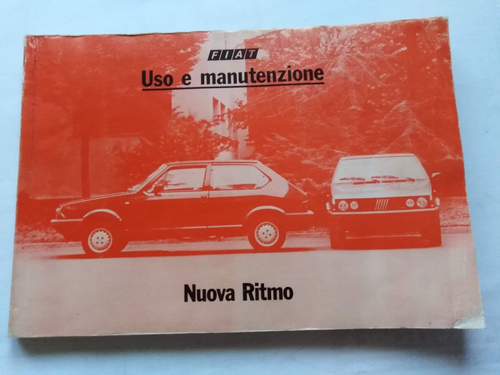 FIAT
Uso e manutenzione
Nuova Ritmo